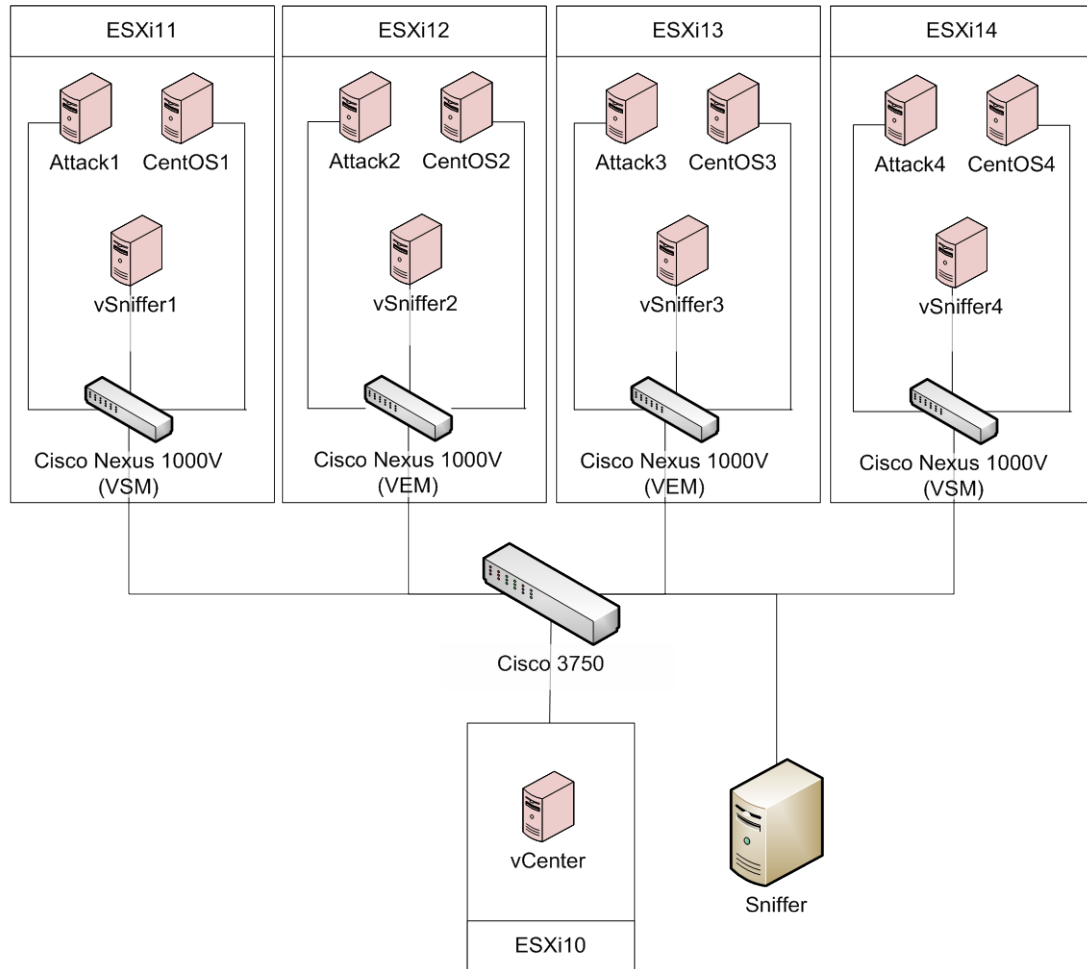 ESXi11
ESXi12
ESXi13
ESXi14
Attack1
CentOS1
Attack2
CentOS2
Attack3
CentOS3
Attack4
CentOS4
vSniffer1
vSniffer2
vSniffer3
vSniffer4
Cisco Nexus 1000V
(VSM)
Cisco Nexus 1000V
(VEM)
Cisco Nexus 1000V
(VEM)
Cisco Nexus 1000V
(VSM)
Cisco 3750
vCenter
Sniffer
ESXi10